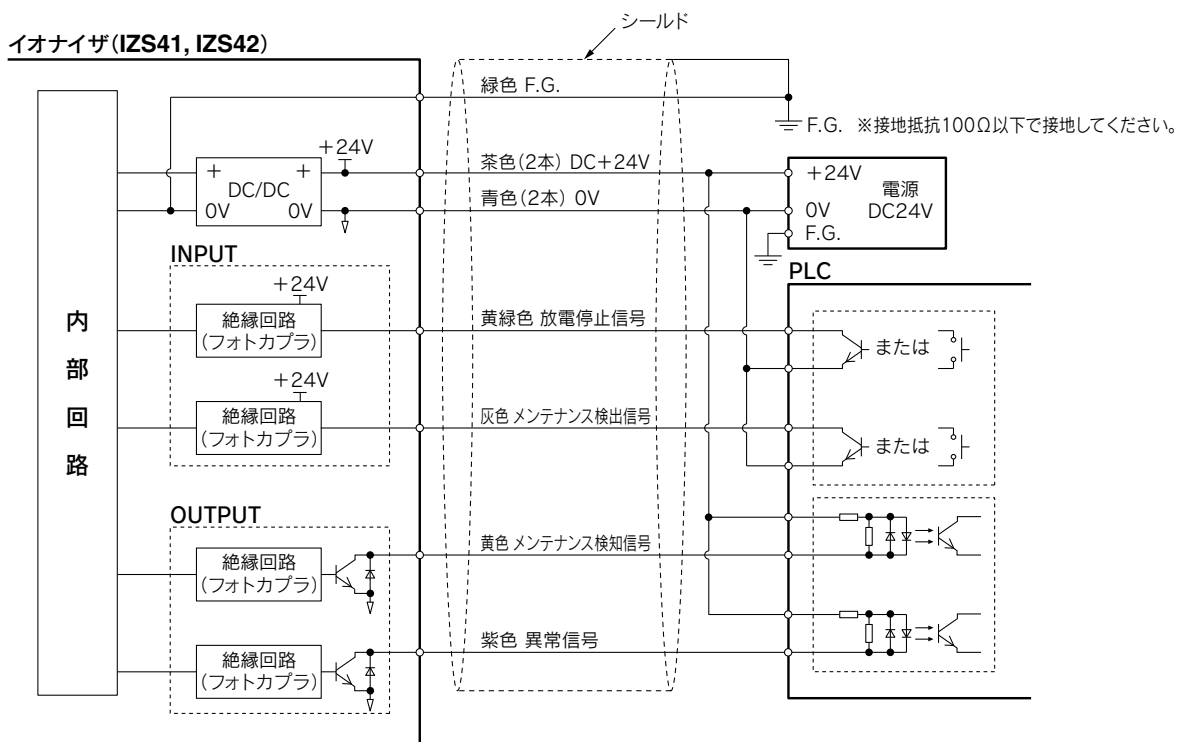 シールド
イオナイザ(IZS41, IZS42)
緑色 F.G.
F.G. ※接地抵抗100Ω以下で接地してください。
+24V
茶色(2本) DC+24V
+ +
DC/DC
0V 0V
青色(2本) 0V
+24V
電源
0V DC24V
F.G.
INPUT
PLC
+24V
絶縁回路
(フォトカプラ)
黄緑色 放電停止信号
または
+24V
絶縁回路
(フォトカプラ)
灰色 メンテナンス検出信号
または
内部回路
OUTPUT
絶縁回路
(フォトカプラ)
黄色 メンテナンス検知信号
絶縁回路
(フォトカプラ)
紫色 異常信号